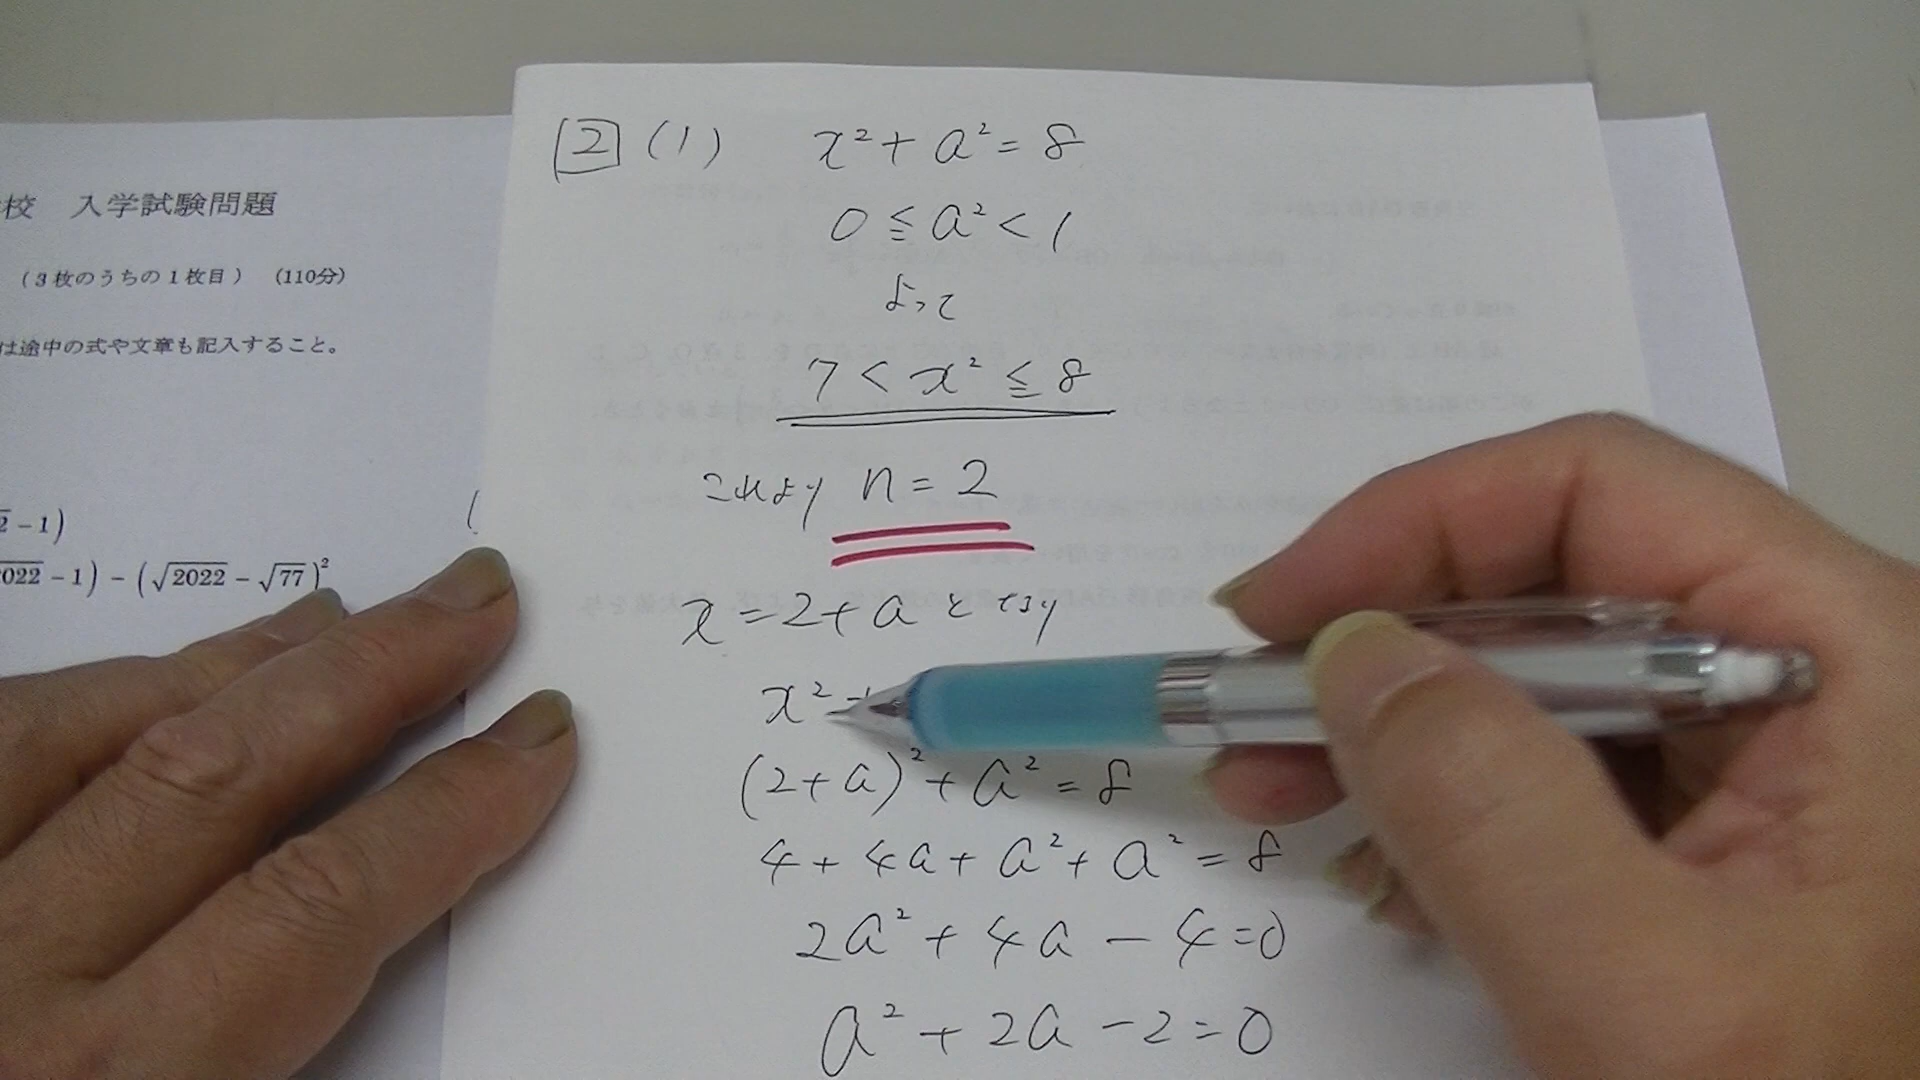 校 入学試験問題
(3枚のうちの1枚目) (110分)
は途中の式や文章も記入すること。
2 - 1)
2022 - 1) - (√2022 - √77)²
(
2 (1) x² + a² = 8
0 ≦ a² < 1
よって
7 < x² ≦ 8
これより n = 2
x = 2 + a とすると
x² +
(2 + a)² + a² = 8
4 + 4a + a² + a² = 8
2a² + 4a - 4 = 0
a² + 2a - 2 = 0